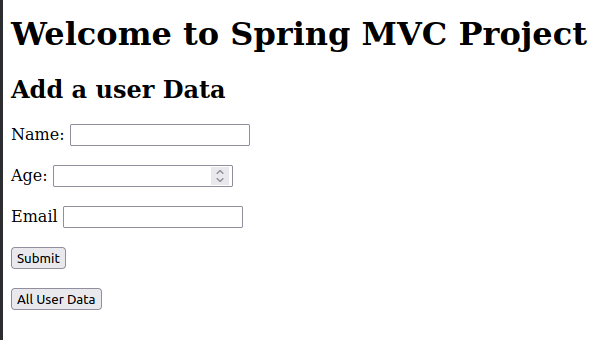 Welcome to Spring MVC Project
Add a user Data
Name:
Age:
Email
Submit
All User Data